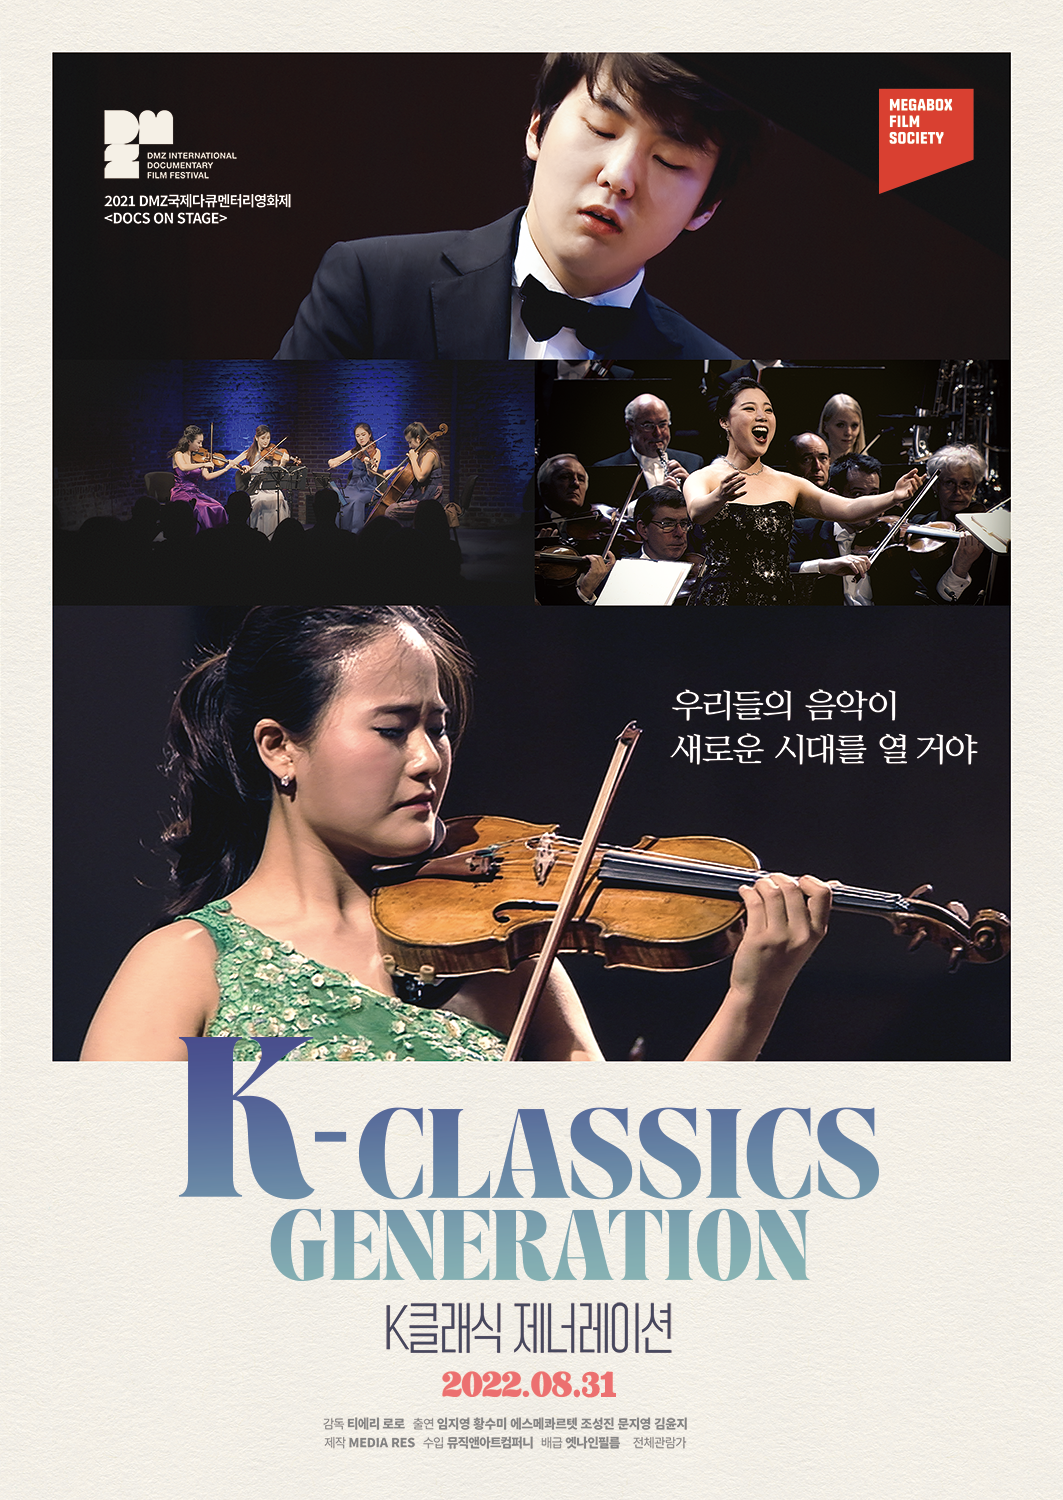 DMZ
DMZ INTERNATIONAL
DOCUMENTARY
FILM FESTIVAL
2021 DMZ국제다큐멘터리영화제
<DOCS ON STAGE>
MEGABOX
FILM
SOCIETY
우리들의 음악이
새로운 시대를 열 거야
K-CLASSICS
GENERATION
K클래식 제너레이션
2022.08.31
감독 티에리 로로 출연 임지영 황수미 에스메콰르텟 조성진 문지영 김윤지
제작 MEDIA RES 수입 뮤직앤아트컴퍼니 배급 엣나인필름 전체관람가